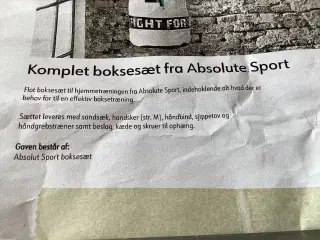 FIGHT FOR
Komplet boksesæt fra Absolute Sport
Flot boksesæt til hjemmetræningen fra Absolute Sport, indeholdende alt hvad der er
behov for til en effektiv boksetræning.
Sættet leveres med sandsæk, handsker (str. M), håndbind, sjippetov og
håndgrebstræner samt beslag, kæde og skruer til ophæng.
Gaven består af:
Absolut Sport boksesæt